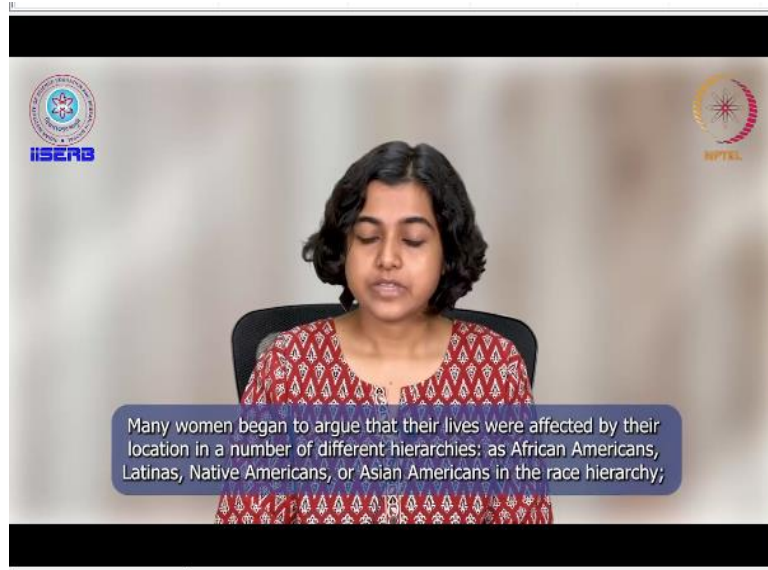 IISERB
NPTEL
Many women began to argue that their lives were affected by their
location in a number of different hierarchies: as African Americans,
Latinas, Native Americans, or Asian Americans in the race hierarchy;